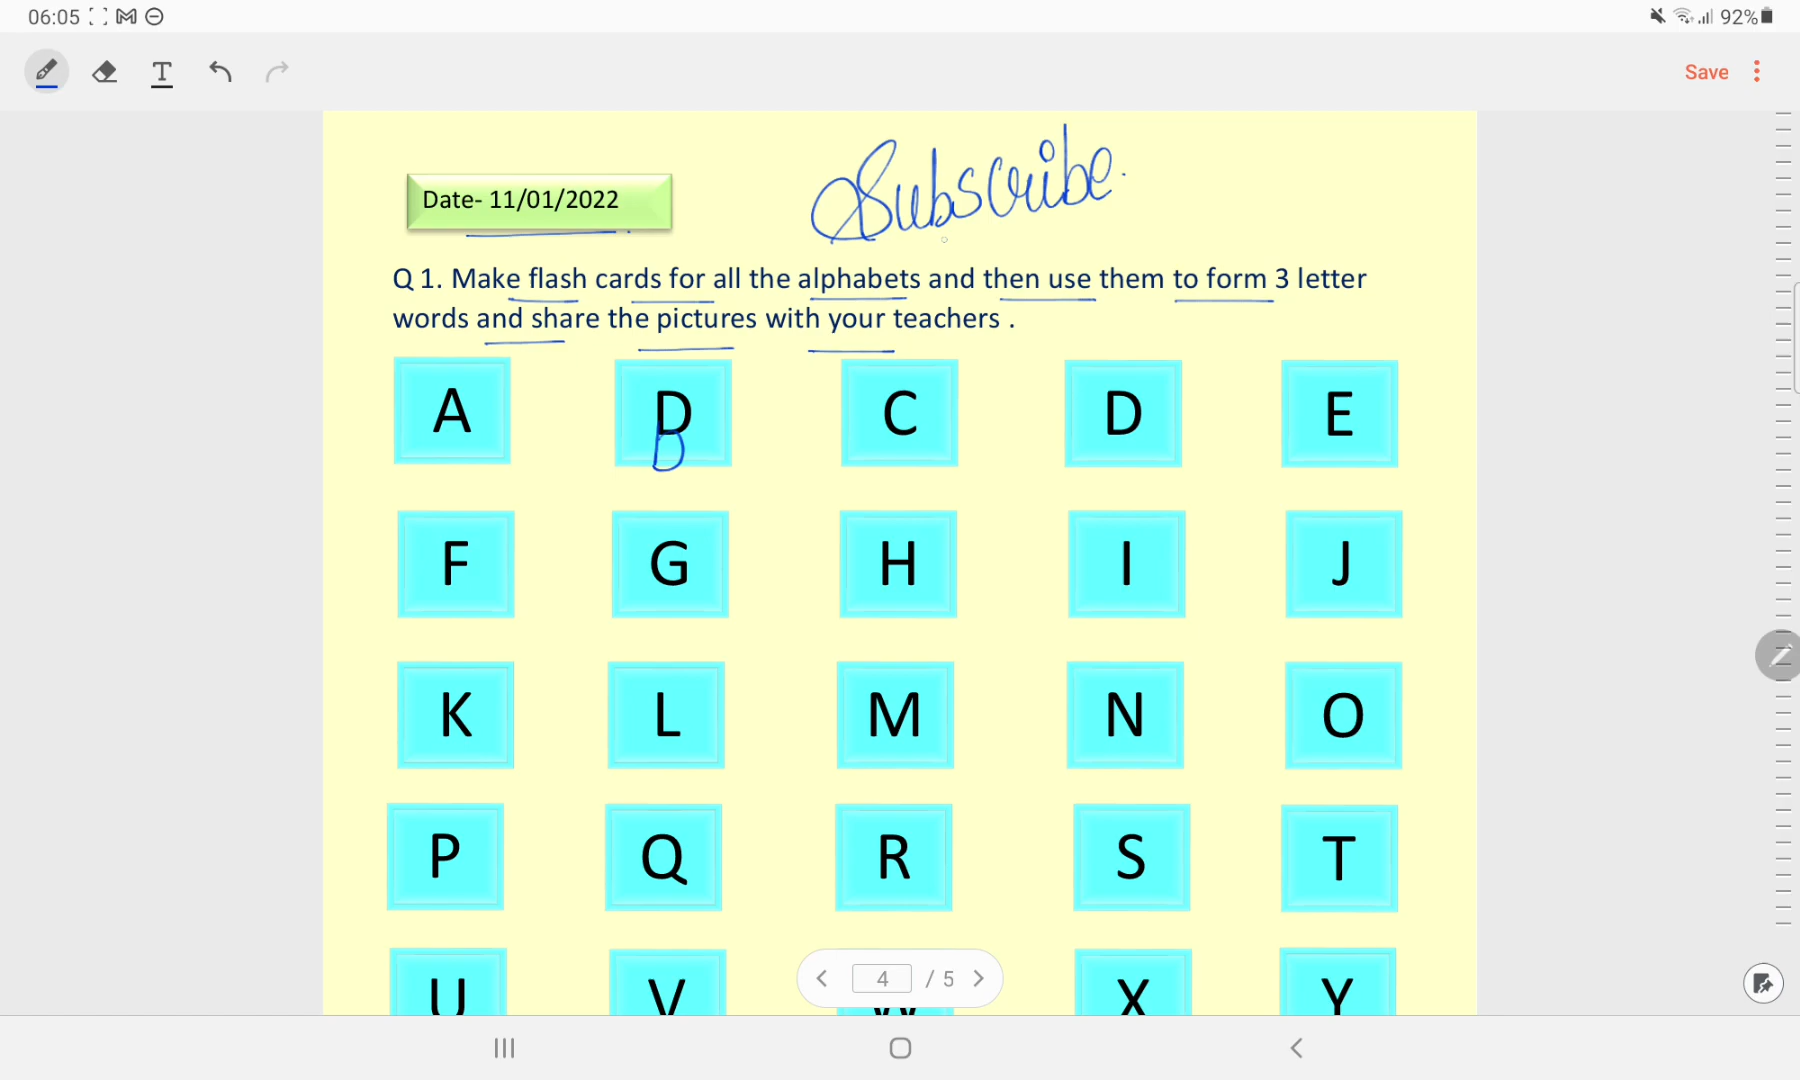 06:05
92%
Save
Subscribe.
Date- 11/01/2022
Q 1. Make flash cards for all the alphabets and then use them to form 3 letter
words and share the pictures with your teachers .
A D C D E
F G H I J
K L M N O
P Q R S T
U V W X Y
4 / 5